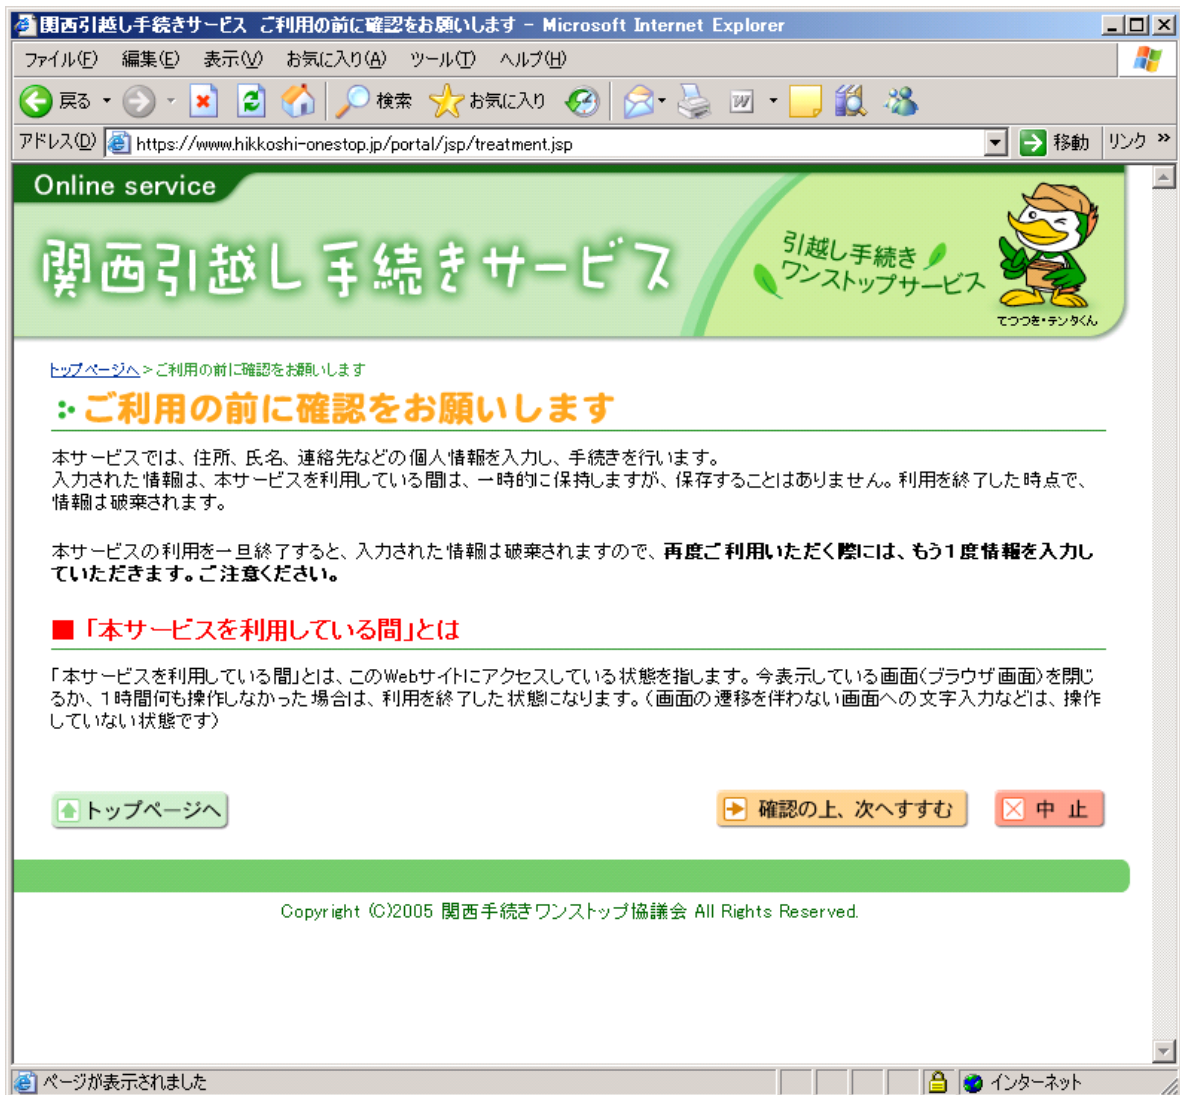 関西引越し手続きサービス ご利用の前に確認をお願いします - Microsoft Internet Explorer
ファイル(F) 編集(E) 表示(V) お気に入り(A) ツール(T) ヘルプ(H)
戻る 検索 お気に入り
アドレス(D) https://www.hikkoshi-onestop.jp/portal/jsp/treatment.jsp 移動 リンク »
Online service
関西引越し手続きサービス
引越し手続き
ワンストップサービス
てつつき・テンタくん
トップページへ > ご利用の前に確認をお願いします
ご利用の前に確認をお願いします
本サービスでは、住所、氏名、連絡先などの個人情報を入力し、手続きを行います。
入力された情報は、本サービスを利用している間は、一時的に保持しますが、保存することはありません。利用を終了した時点で、
情報は破棄されます。
本サービスの利用を一旦終了すると、入力された情報は破棄されますので、再度ご利用いただく際には、もう1度情報を入力し
ていただきます。ご注意ください。
■「本サービスを利用している間」とは
「本サービスを利用している間」とは、このWebサイトにアクセスしている状態を指します。今表示している画面(ブラウザ画面)を閉じ
るか、1時間何も操作しなかった場合は、利用を終了した状態になります。(画面の遷移を伴わない画面への文字入力などは、操作
していない状態です)
トップページへ 確認の上、次へすすむ 中 止
Copyright (C)2005 関西手続きワンストップ協議会 All Rights Reserved.
ページが表示されました インターネット